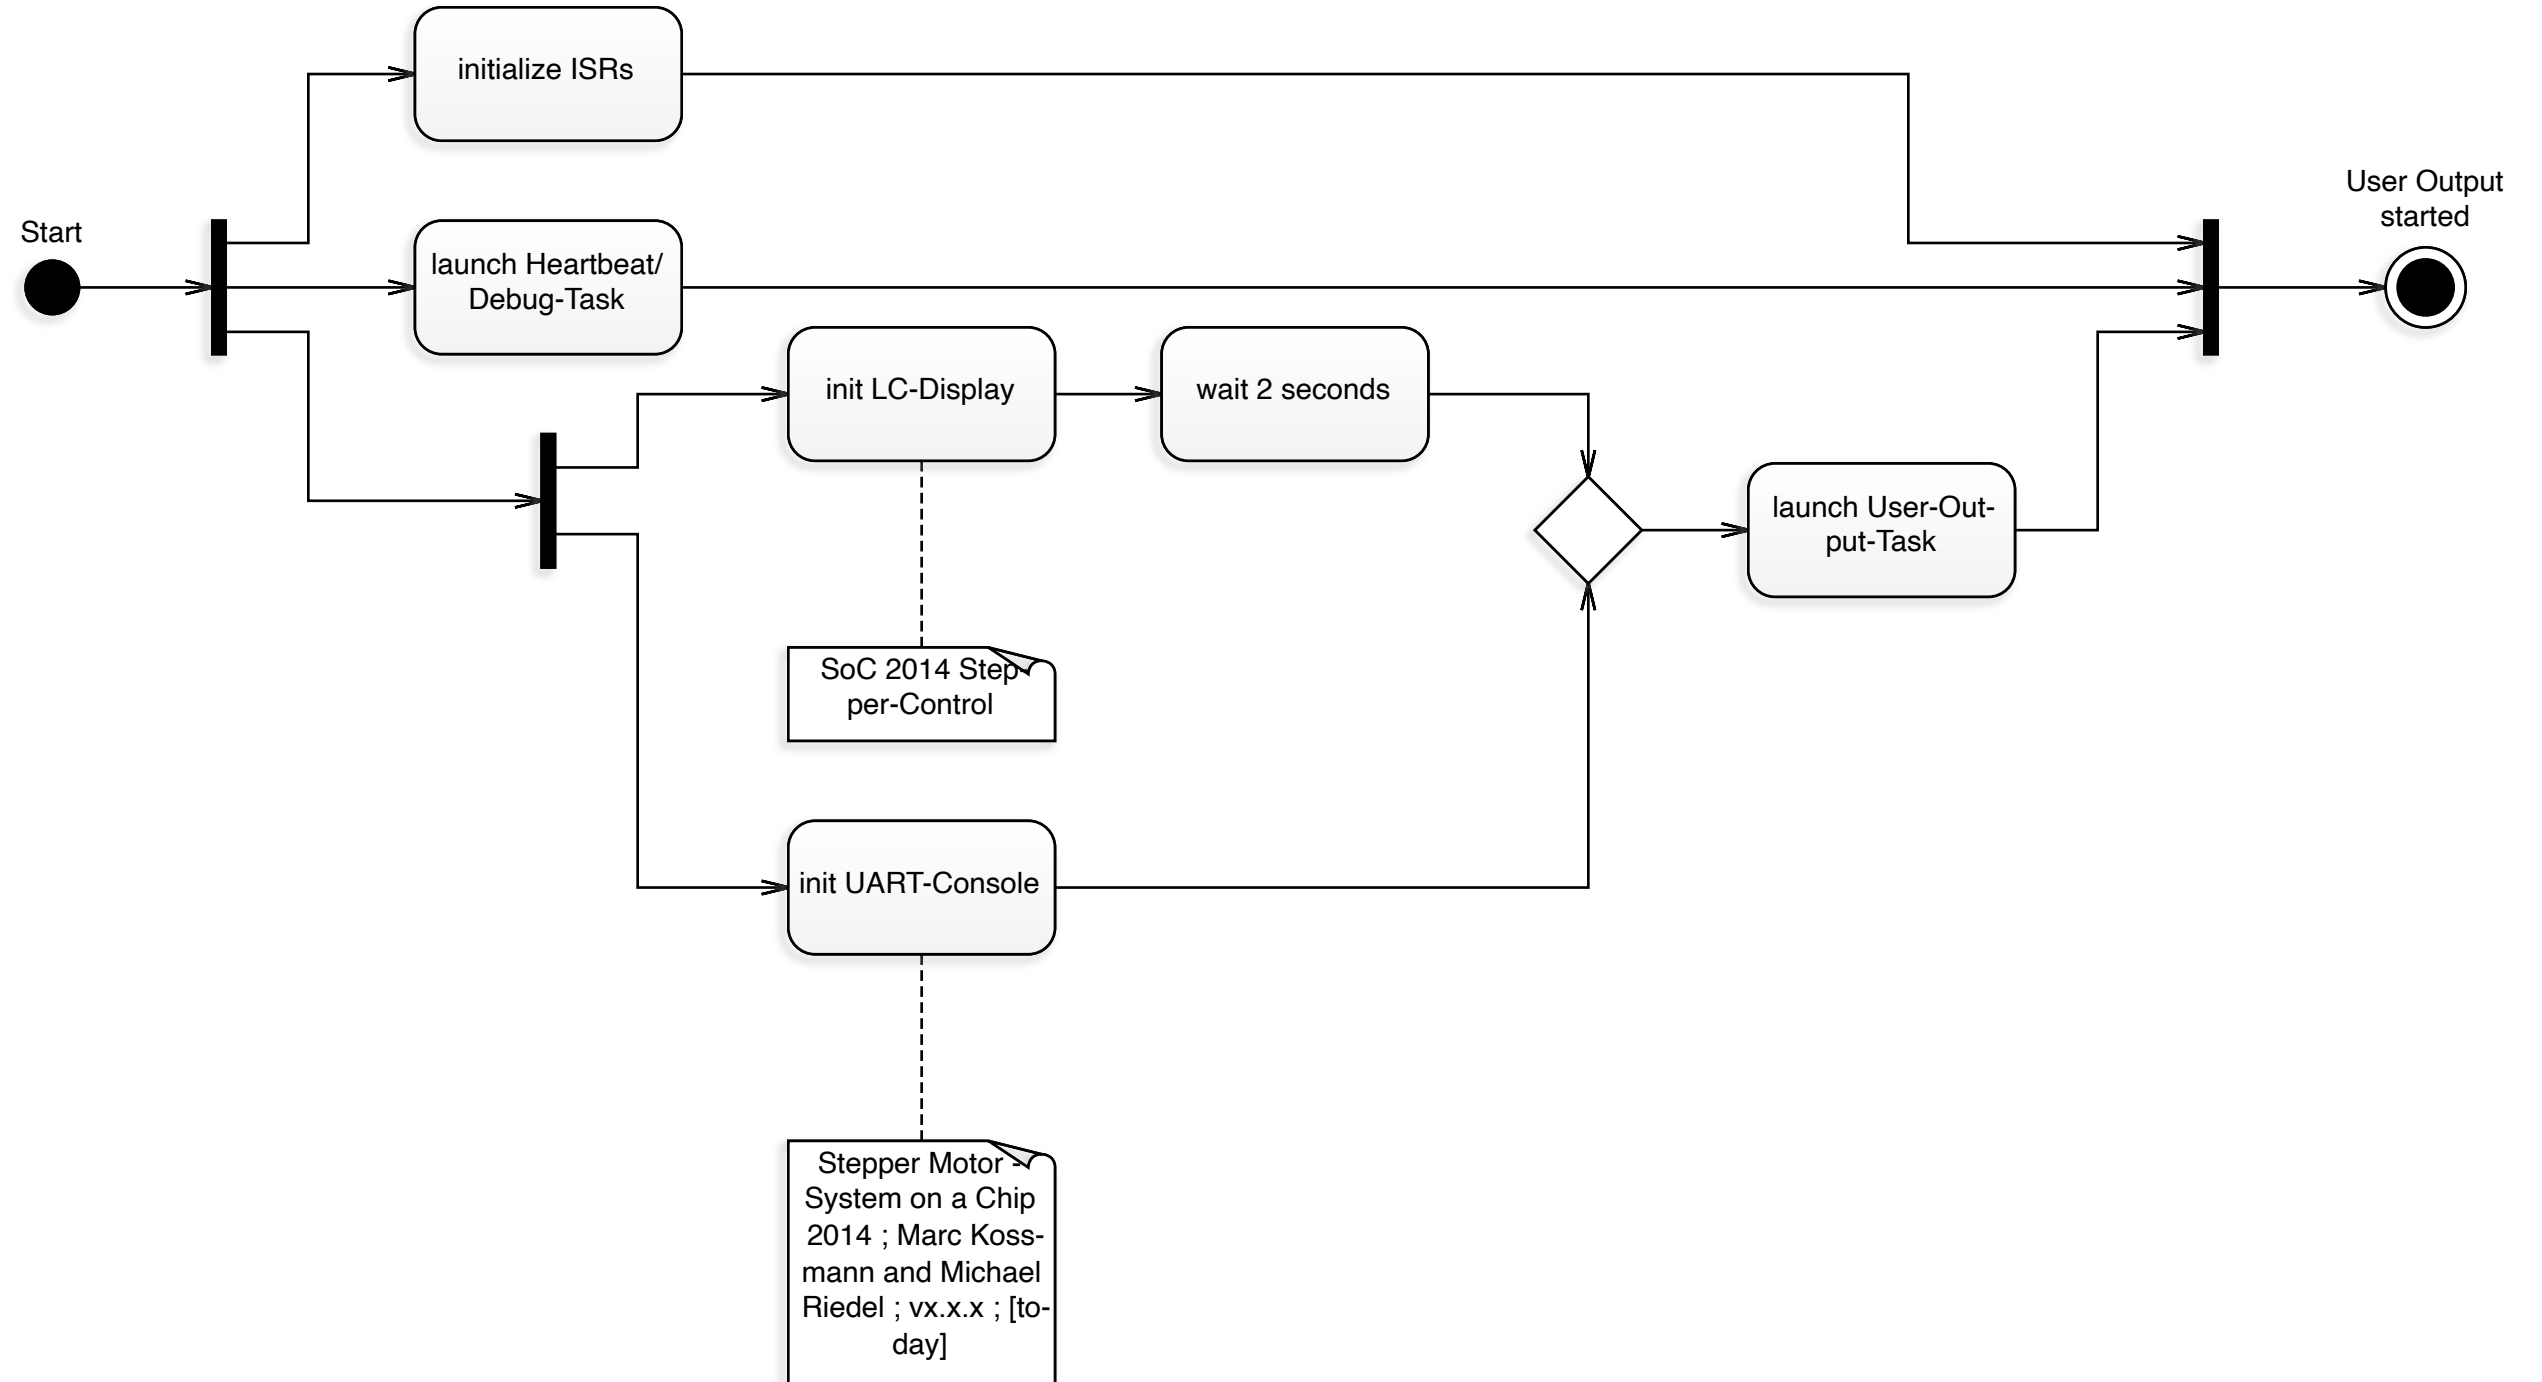 initialize ISRs
User Output
started
Start
launch Heartbeat/
Debug-Task
init LC-Display
wait 2 seconds
launch User-Out-
put-Task
SoC 2014 Step-
per-Control
init UART-Console
Stepper Motor -
System on a Chip
2014 ; Marc Koss-
mann and Michael
Riedel ; vx.x.x ; [to-
day]